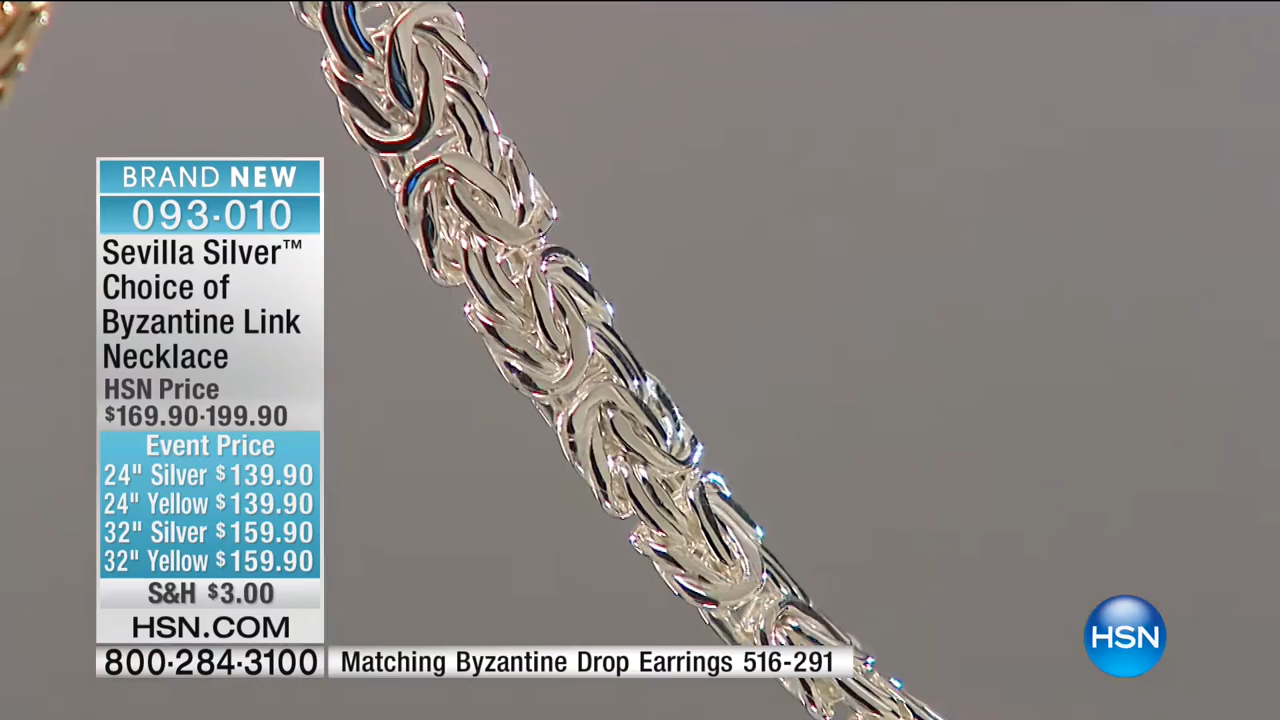 BRAND NEW
093·010
Sevilla Silver™
Choice of
Byzantine Link
Necklace
HSN Price
$169.90-199.90
Event Price
24" Silver $139.90
24" Yellow $139.90
32" Silver $159.90
32" Yellow $159.90
S&H $3.00
HSN.COM
800·284·3100
Matching Byzantine Drop Earrings 516-291
HSN